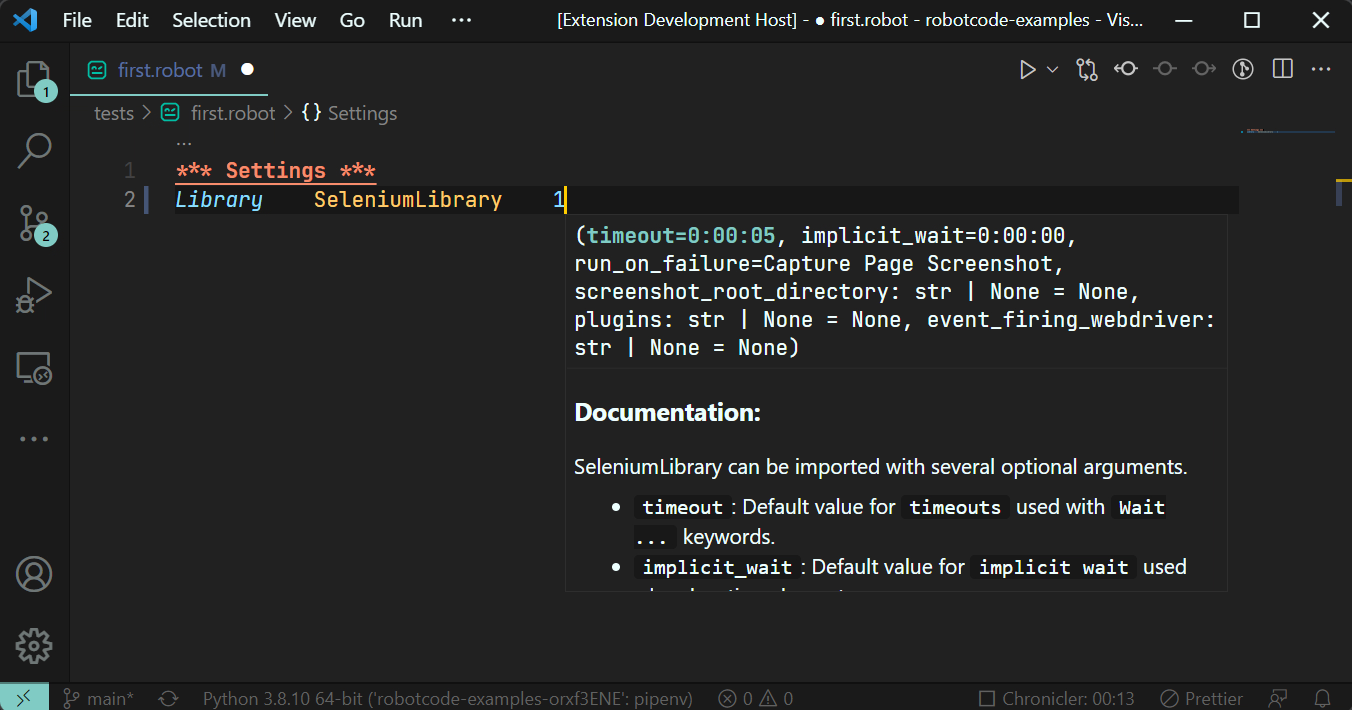 File Edit Selection View Go Run ··· [Extension Development Host] - ● first.robot - robotcode-examples - Vis...
1 first.robot M ●
tests > first.robot > {} Settings
...
1 *** Settings ***
2 Library SeleniumLibrary 1
2
(timeout=0:00:05, implicit_wait=0:00:00,
run_on_failure=Capture Page Screenshot,
screenshot_root_directory: str | None = None,
plugins: str | None = None, event_firing_webdriver:
str | None = None)
Documentation:
SeleniumLibrary can be imported with several optional arguments.
• timeout : Default value for timeouts used with Wait
... keywords.
• implicit_wait : Default value for implicit wait used
main* Python 3.8.10 64-bit ('robotcode-examples-orxf3ENE': pipenv) 0 0 Chronicler: 00:13 Prettier